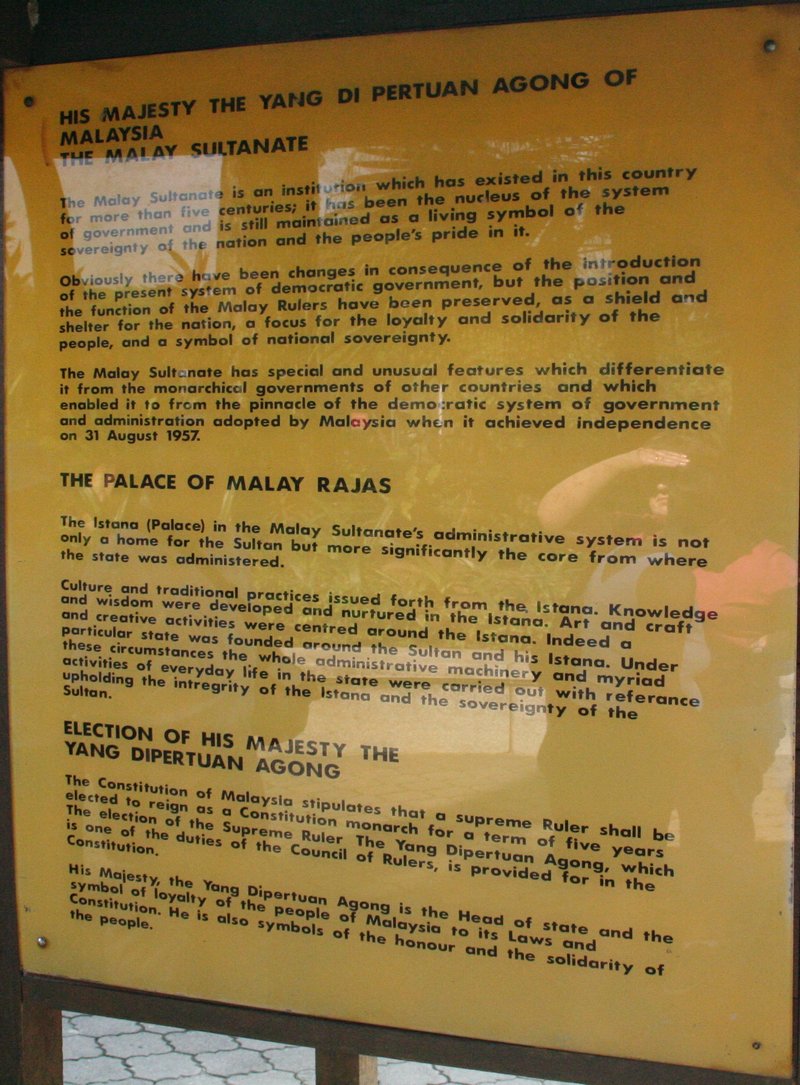 HIS MAJESTY THE YANG DI PERTUAN AGONG OF
MALAYSIA
THE MALAY SULTANATE
The Malay Sultanate is an institution which has existed in this country
for more than five centuries; it has been the nucleus of the system
of government and is still maintained as a living symbol of the
sovereignty of the nation and the people's pride in it.
Obviously there have been changes in consequence of the introduction
of the present system of democratic government, but the position and
the function of the Malay Rulers have been preserved, as a shield and
shelter for the nation, a focus for the loyalty and solidarity of the
people, and a symbol of national sovereignty.
The Malay Sultanate has special and unusual features which differentiate
it from the monarchical governments of other countries and which
enabled it to from the pinnacle of the democratic system of government
and administration adopted by Malaysia when it achieved independence
on 31 August 1957.
THE PALACE OF MALAY RAJAS
The Istana (Palace) in the Malay Sultanate's administrative system is not
only a home for the Sultan but more significantly the core from where
the state was administered.
Culture and traditional practices issued forth from the Istana. Knowledge
and wisdom were developed and nurtured in the Istana. Art and craft
and creative activities were centred around the Istana. Indeed a
particular state was founded around the Sultan and his Istana. Under
these circumstances the whole administrative machinery and myriad
activities of everyday life in the state were carried out with referance
upholding the intregrity of the Istana and the sovereignty of the
Sultan.
ELECTION OF HIS MAJESTY THE
YANG DIPERTUAN AGONG
The Constitution of Malaysia stipulates that a supreme Ruler shall be
elected to reign as a Constitution monarch for a term of five years
The election of the Supreme Ruler The Yang Dipertuan Agong, which
is one of the duties of the Council of Rulers, is provided for in the
Constitution.
His Majesty, the Yang Dipertuan Agong is the Head of state and the
symbol of loyalty of the people of Malaysia to its Laws and
Constitution. He is also symbols of the honour and the solidarity of
the people.